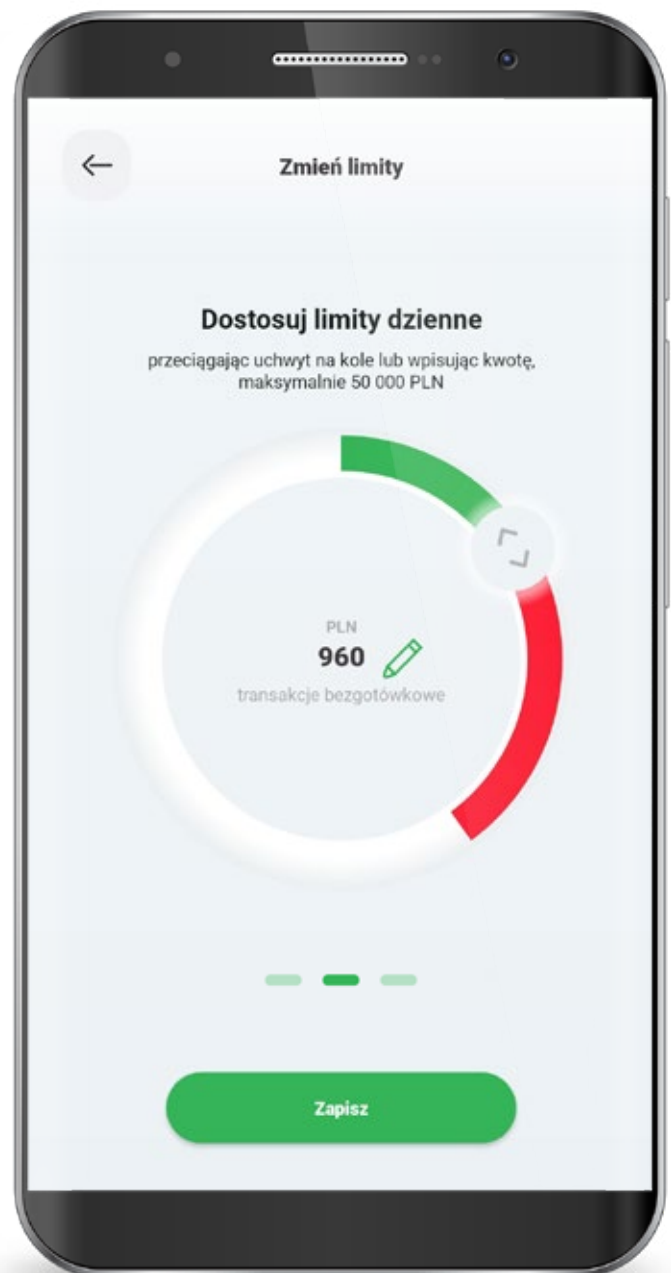 Zmień limity
Dostosuj limity dzienne
przeciągając uchwyt na kole lub wpisując kwotę,
maksymalnie 50 000 PLN
PLN
960
transakcje bezgotówkowe
Zapisz